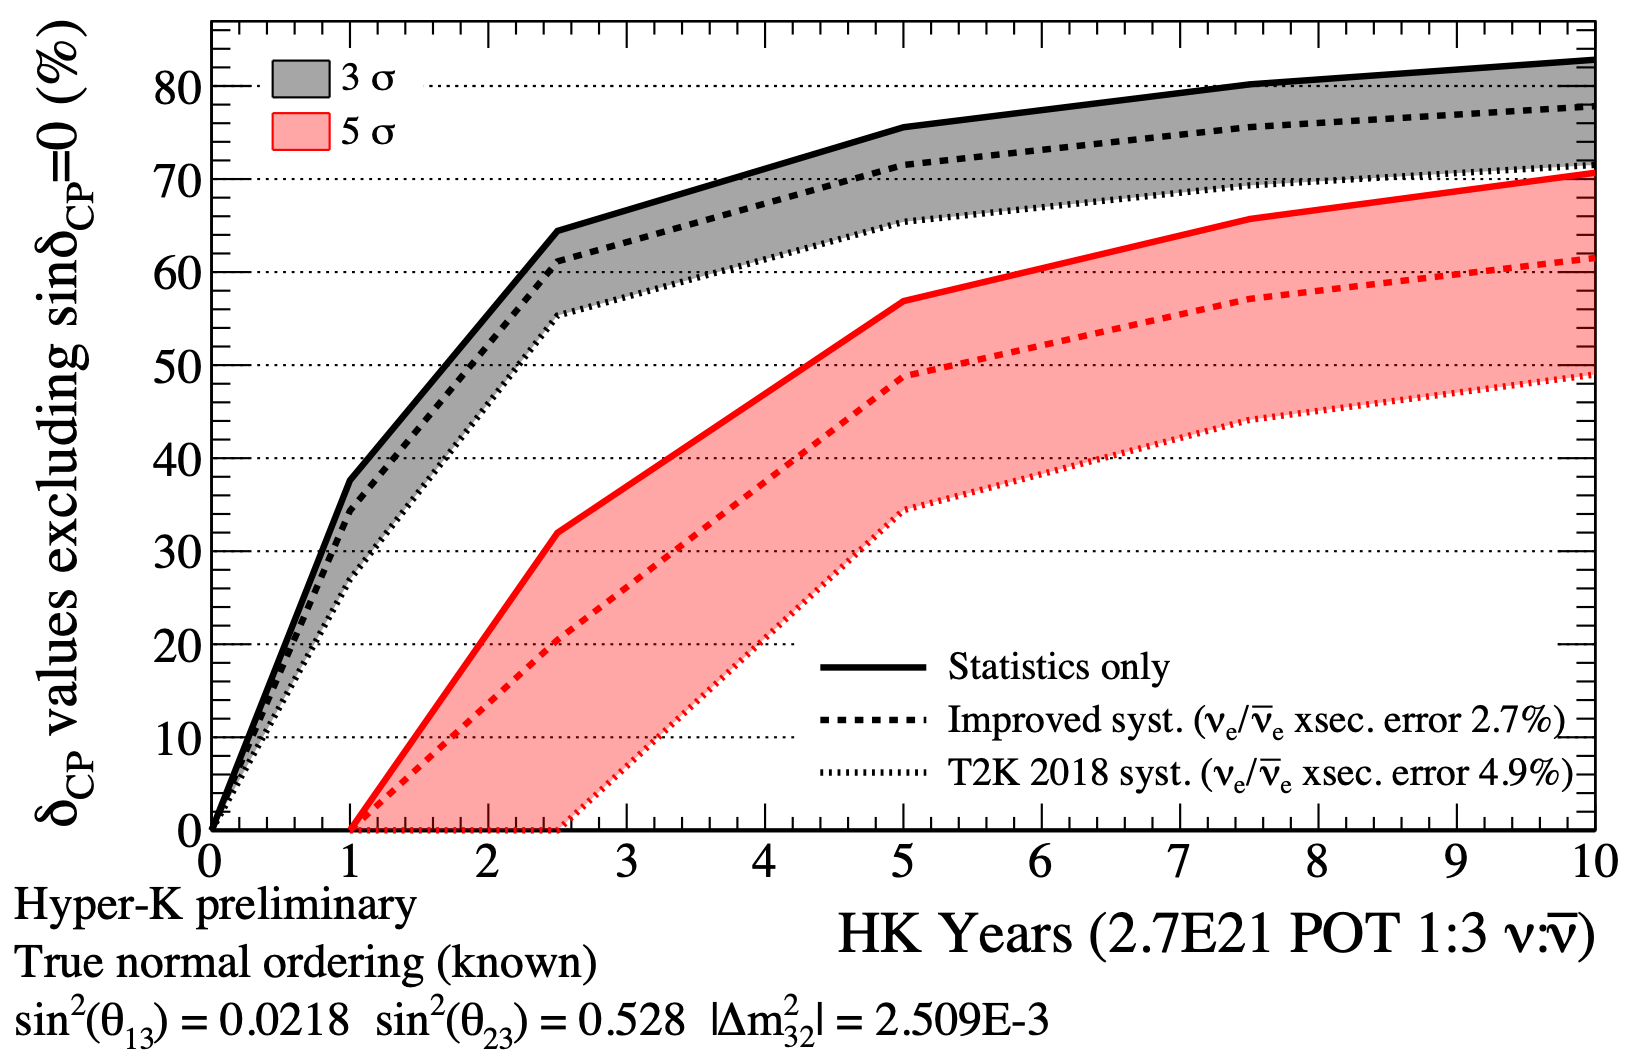 δCP values excluding sinδCP=0 (%)
3 σ
5 σ
80
70
60
50
40
30
20
10
0
Statistics only
Improved syst. (νe/ν̅e xsec. error 2.7%)
T2K 2018 syst. (νe/ν̅e xsec. error 4.9%)
0 1 2 3 4 5 6 7 8 9 10
HK Years (2.7E21 POT 1:3 ν:ν̅)
Hyper-K preliminary
True normal ordering (known)
sin²(θ₁₃) = 0.0218 sin²(θ₂₃) = 0.528 |Δm²₃₂| = 2.509E-3